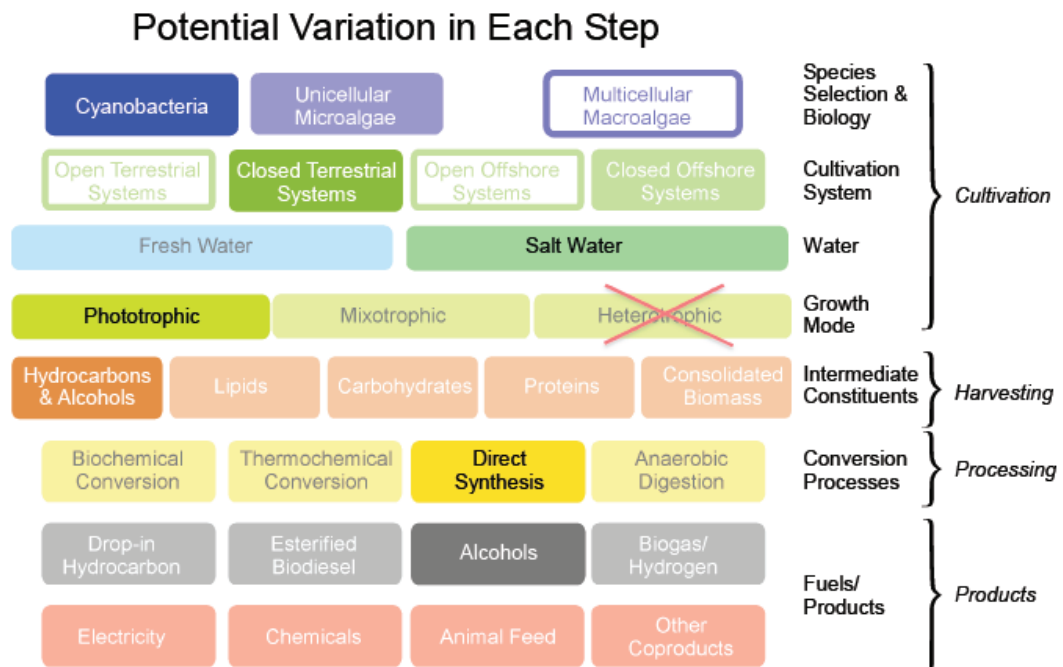 Potential Variation in Each Step
Cyanobacteria
Unicellular
Microalgae
Multicellular
Macroalgae
Species
Selection &
Biology
Open Terrestrial
Systems
Closed Terrestrial
Systems
Open Offshore
Systems
Closed Offshore
Systems
Cultivation
System
Cultivation
Fresh Water
Salt Water
Water
Phototrophic
Mixotrophic
Heterotrophic
Growth
Mode
Hydrocarbons
& Alcohols
Lipids
Carbohydrates
Proteins
Consolidated
Biomass
Intermediate
Constituents
Harvesting
Biochemical
Conversion
Thermochemical
Conversion
Direct
Synthesis
Anaerobic
Digestion
Conversion
Processes
Processing
Drop-in
Hydrocarbon
Esterified
Biodiesel
Alcohols
Biogas/
Hydrogen
Fuels/
Products
Products
Electricity
Chemicals
Animal Feed
Other
Coproducts